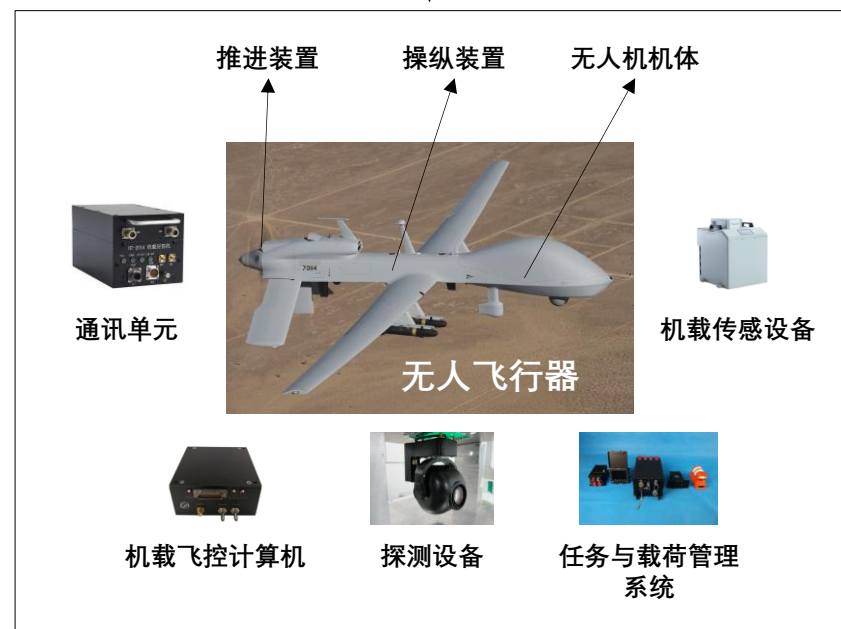 推进装置
操纵装置
无人机机体
7084
通讯单元
机载传感设备
无人飞行器
机载飞控计算机
探测设备
任务与载荷管理
系统